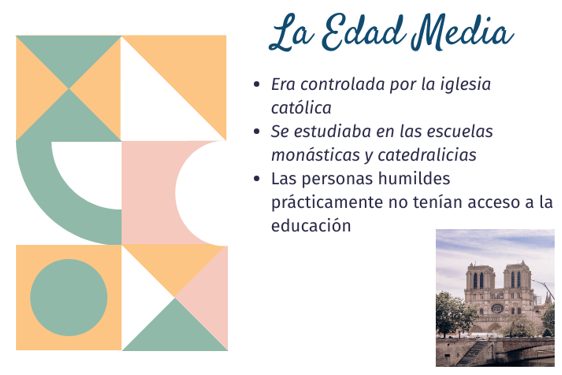 La Edad Media
• Era controlada por la iglesia
católica
• Se estudiaba en las escuelas
monásticas y catedralicias
• Las personas humildes
prácticamente no tenían acceso a la
educación